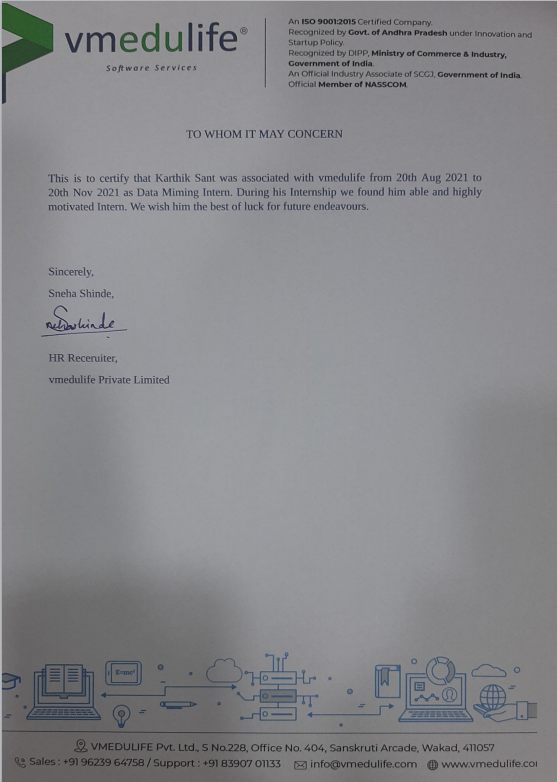 vmedulife®
Software Services
An ISO 9001:2015 Certified Company.
Recognized by Govt. of Andhra Pradesh under Innovation and
Startup Policy.
Recognized by DIPP, Ministry of Commerce & Industry,
Government of India.
An Official Industry Associate of SCGJ, Government of India.
Official Member of NASSCOM.
TO WHOM IT MAY CONCERN
This is to certify that Karthik Sant was associated with vmedulife from 20th Aug 2021 to
20th Nov 2021 as Data Miming Intern. During his Internship we found him able and highly
motivated Intern. We wish him the best of luck for future endeavours.
Sincerely,
Sneha Shinde,
HR Receruiter,
vmedulife Private Limited
VMEDULIFE Pvt. Ltd., S No.228, Office No. 404, Sanskruti Arcade, Wakad, 411057
Sales : +91 96239 64758 / Support : +91 83907 01133 info@vmedulife.com www.vmedulife.co